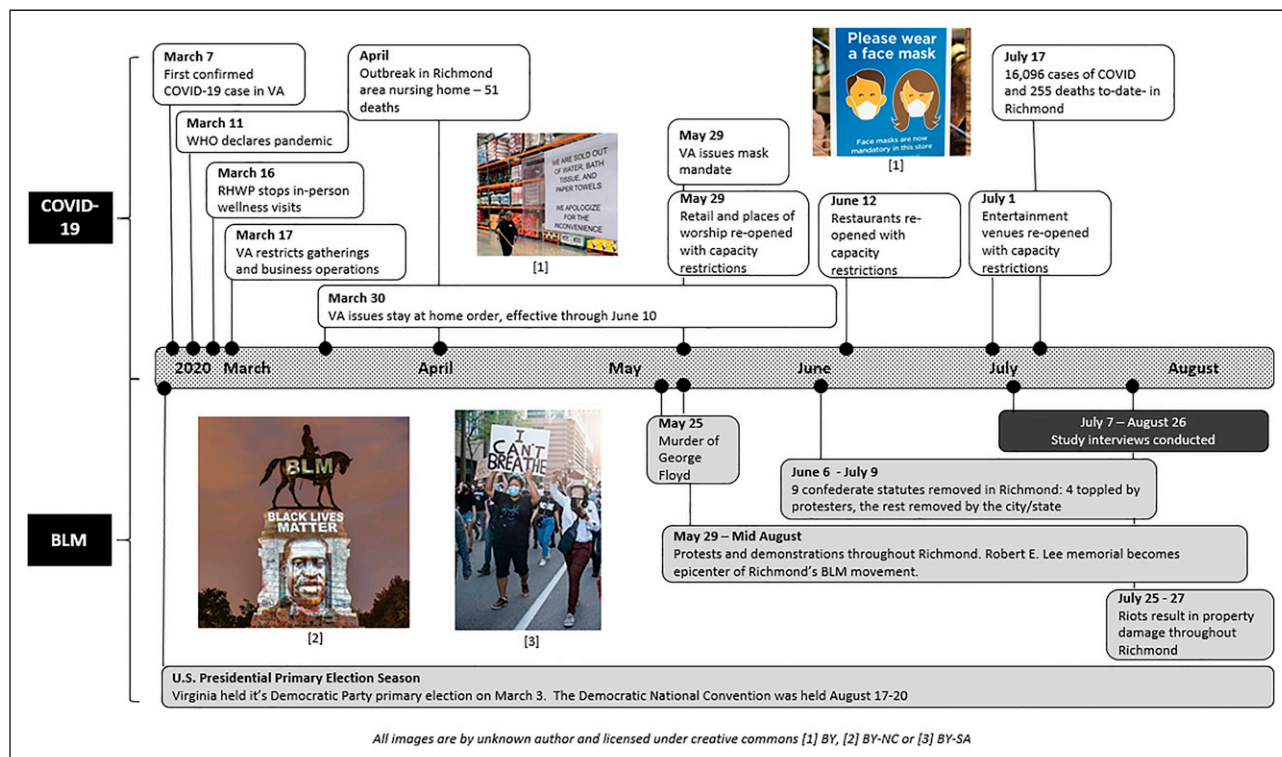 March 7
First confirmed
COVID-19 case in VA
March 11
WHO declares pandemic
March 16
RHWP stops in-person
wellness visits
March 17
VA restricts gatherings
and business operations
April
Outbreak in Richmond
area nursing home – 51
deaths
WE ARE SOLD OUT
OF WATER, BATH
TISSUE, AND
PAPER TOWELS
WE APOLOGIZE
FOR THE
INCONVENIENCE
[1]
May 29
VA issues mask
mandate
May 29
Retail and places of
worship re-opened
with capacity
restrictions
Please wear
a face mask
Face masks are now
mandatory in this store
[1]
June 12
Restaurants re-
opened with
capacity
restrictions
July 17
16,096 cases of COVID
and 255 deaths to-date- in
Richmond
July 1
Entertainment
venues re-opened
with capacity
restrictions
March 30
VA issues stay at home order, effective through June 10
COVID-
19
2020 March April May June July August
BLM
BLM
BLACK LIVES
MATTER
[2]
I
CAN'T
BREATHE
[3]
May 25
Murder of
George
Floyd
July 7 – August 26
Study interviews conducted
June 6 - July 9
9 confederate statutes removed in Richmond: 4 toppled by
protesters, the rest removed by the city/state
May 29 – Mid August
Protests and demonstrations throughout Richmond. Robert E. Lee memorial becomes
epicenter of Richmond's BLM movement.
July 25 - 27
Riots result in property
damage throughout
Richmond
U.S. Presidential Primary Election Season
Virginia held it's Democratic Party primary election on March 3. The Democratic National Convention was held August 17-20
All images are by unknown author and licensed under creative commons [1] BY, [2] BY-NC or [3] BY-SA